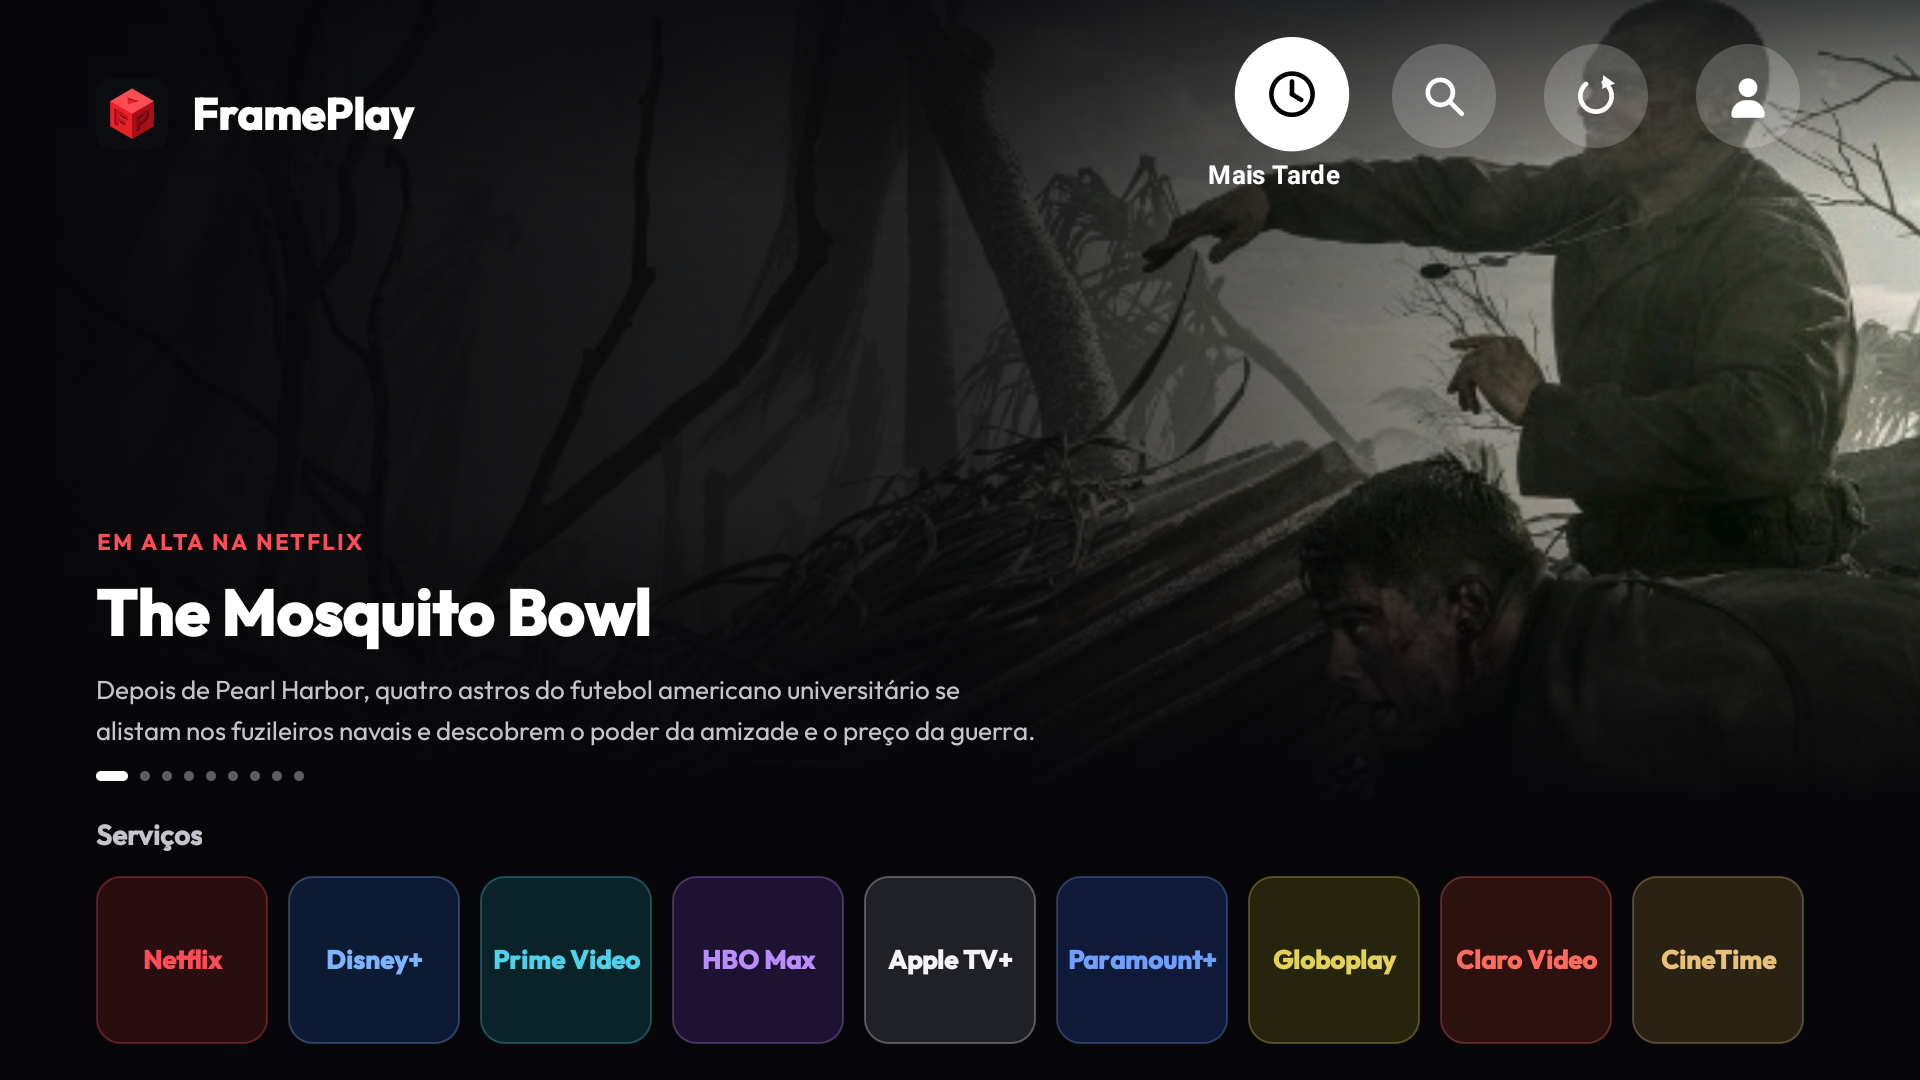 FramePlay
Mais Tarde
EM ALTA NA NETFLIX
The Mosquito Bowl
Depois de Pearl Harbor, quatro astros do futebol americano universitário se
alistam nos fuzileiros navais e descobrem o poder da amizade e o preço da guerra.
Serviços
Netflix
Disney+
Prime Video
HBO Max
Apple TV+
Paramount+
Globoplay
Claro Video
CineTime